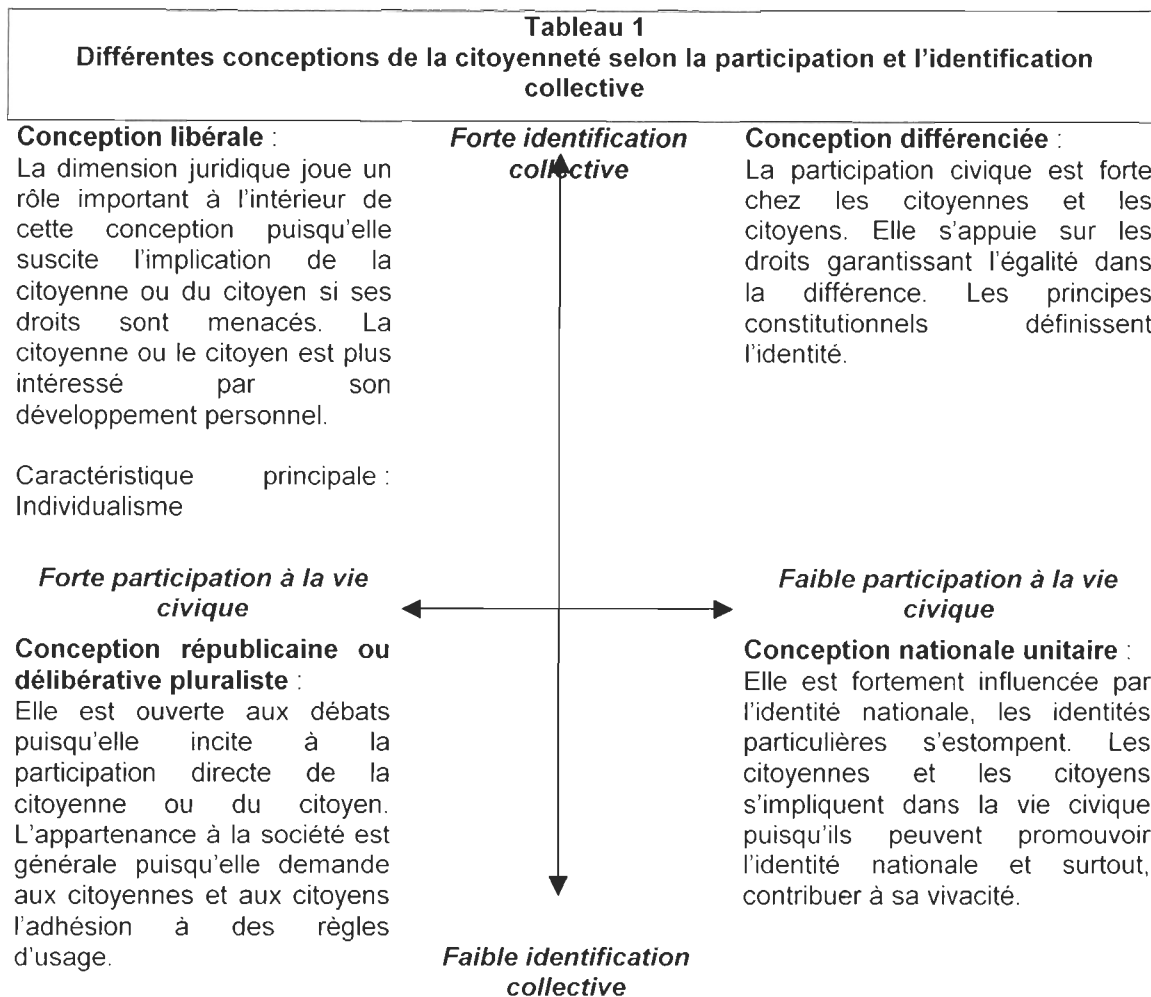 Tableau 1
Différentes conceptions de la citoyenneté selon la participation et l'identification
collective
Conception libérale :
La dimension juridique joue un
rôle important à l'intérieur de
cette conception puisqu'elle
suscite l'implication de la
citoyenne ou du citoyen si ses
droits sont menacés. La
citoyenne ou le citoyen est plus
intéressé par son
développement personnel.
Caractéristique principale :
Individualisme
Forte identification
collective
Conception différenciée :
La participation civique est forte
chez les citoyennes et les
citoyens. Elle s'appuie sur les
droits garantissant l'égalité dans
la différence. Les principes
constitutionnels définissent
l'identité.
Forte participation à la vie
civique
Faible participation à la vie
civique
Conception républicaine ou
délibérative pluraliste :
Elle est ouverte aux débats
puisqu'elle incite à la
participation directe de la
citoyenne ou du citoyen.
L'appartenance à la société est
générale puisqu'elle demande
aux citoyennes et aux citoyens
l'adhésion à des règles
d'usage.
Conception nationale unitaire :
Elle est fortement influencée par
l'identité nationale, les identités
particulières s'estompent. Les
citoyennes et les citoyens
s'impliquent dans la vie civique
puisqu'ils peuvent promouvoir
l'identité nationale et surtout,
contribuer à sa vivacité.
Faible identification
collective